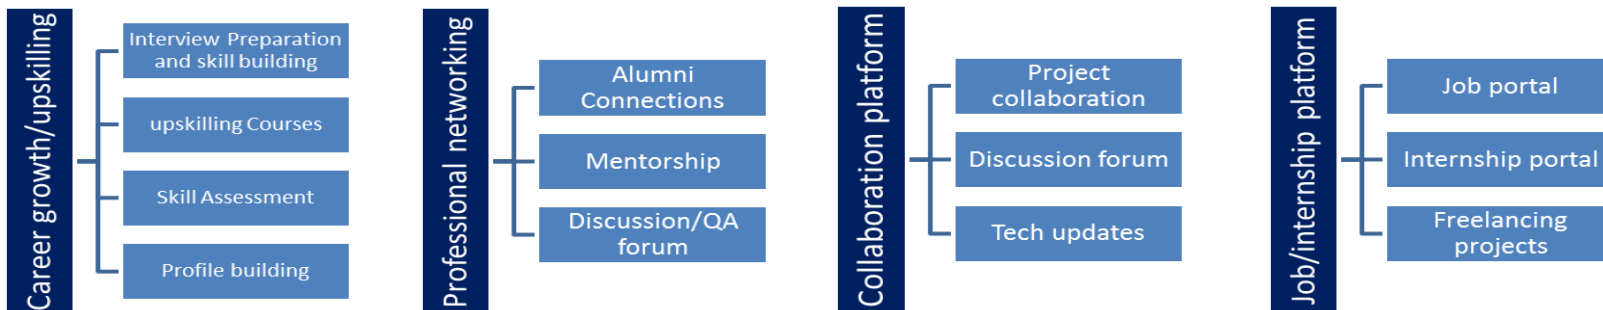 Career growth/upskilling
Interview Preparation
and skill building
upskilling Courses
Skill Assessment
Profile building
Professional networking
Alumni
Connections
Mentorship
Discussion/QA
forum
Collaboration platform
Project
collaboration
Discussion forum
Tech updates
Job/internship platform
Job portal
Internship portal
Freelancing
projects